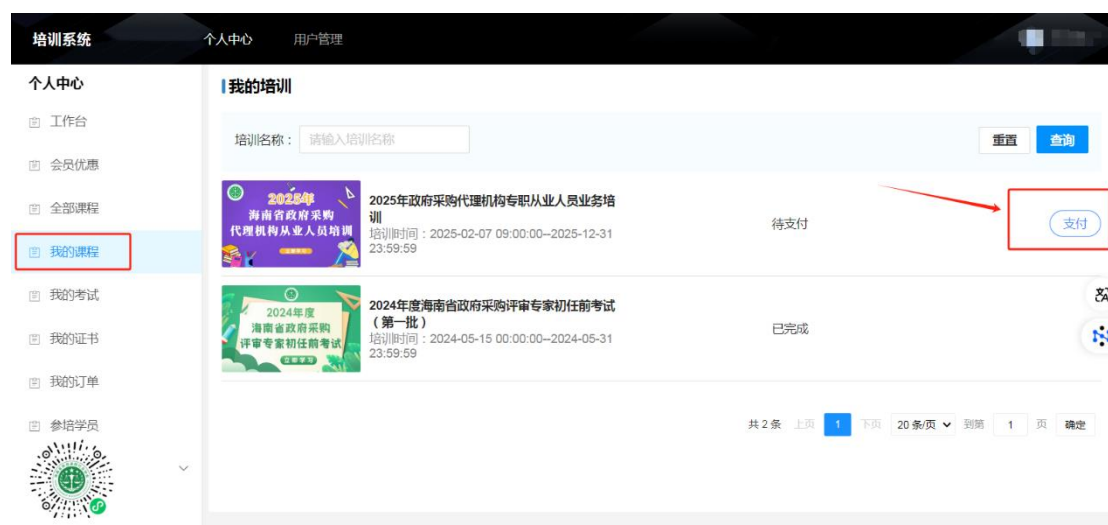 培训系统
个人中心
用户管理
个人中心
工作台
会员优惠
全部课程
我的课程
我的考试
我的证书
我的订单
参培学员
我的培训
培训名称：
请输入培训名称
重置
查询
2025年
海南省政府采购
代理机构从业人员培训
2025年政府采购代理机构专职从业人员业务培
训
培训时间：2025-02-07 09:00:00--2025-12-31
23:59:59
待支付
支付
2024年度
海南省政府采购
评审专家初任前考试
立即学习
2024年度海南省政府采购评审专家初任前考试
（第一批）
培训时间：2024-05-15 00:00:00--2024-05-31
23:59:59
已完成
共 2 条 上页 1 下页 20 条/页 到第 1 页 确定